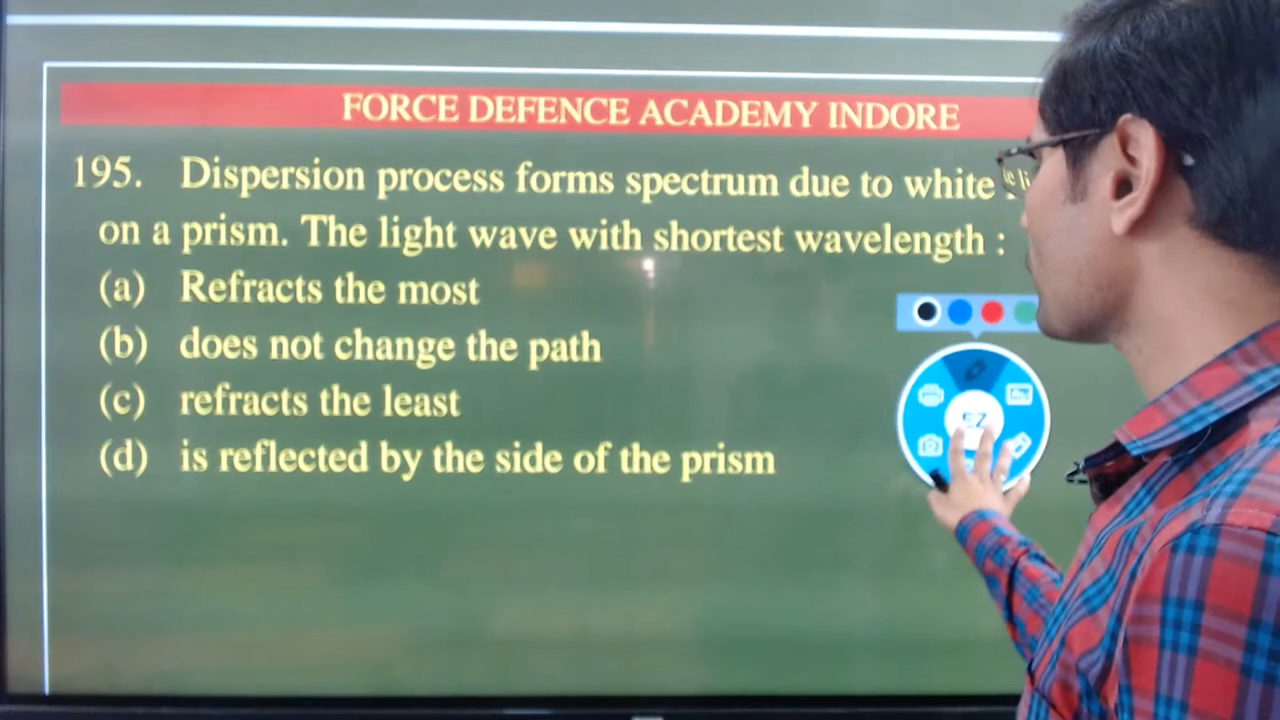 FORCE DEFENCE ACADEMY INDORE
195. Dispersion process forms spectrum due to white
on a prism. The light wave with shortest wavelength :
(a) Refracts the most
(b) does not change the path
(c) refracts the least
(d) is reflected by the side of the prism